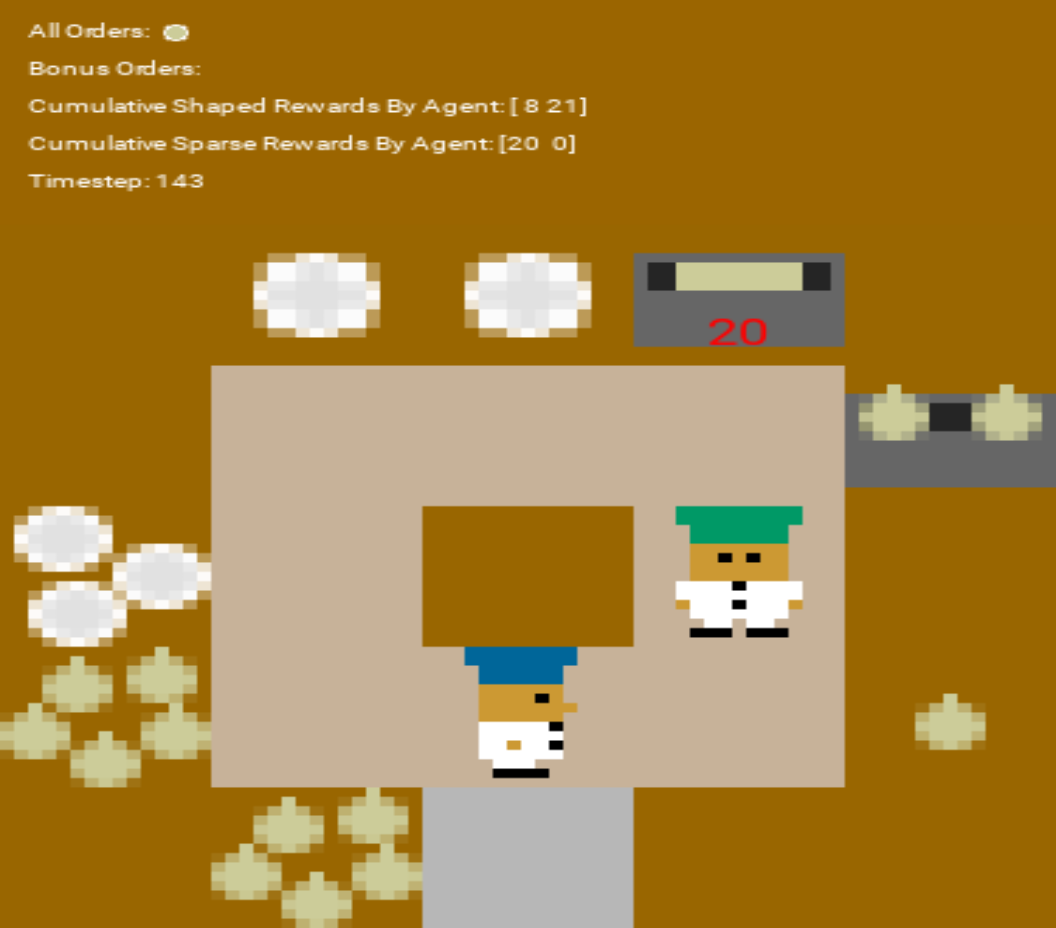 All Orders:
Bonus Orders:
Cumulative Shaped Rewards By Agent: [ 8 21]
Cumulative Sparse Rewards By Agent: [20  0]
Timestep: 143
20